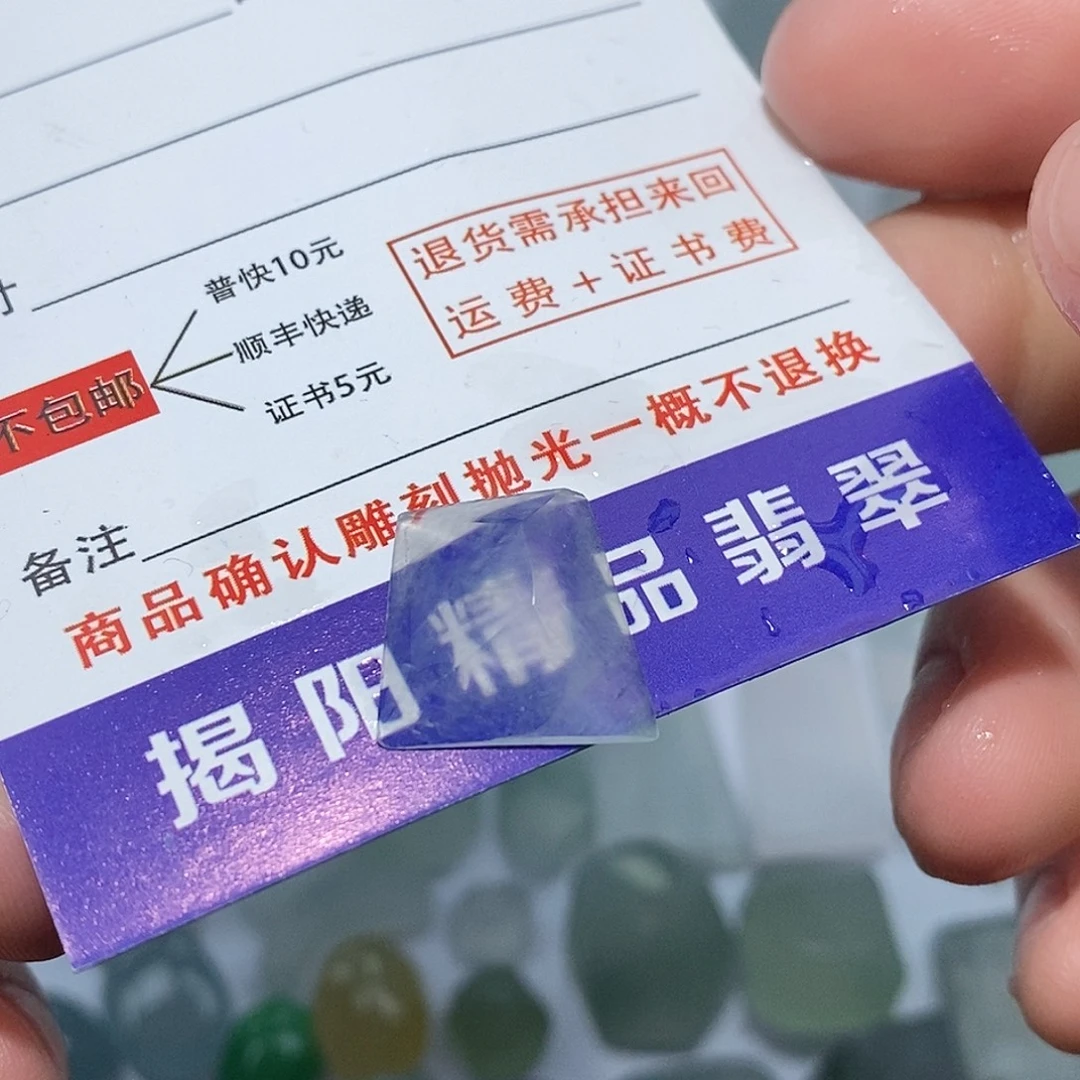 普快10元
顺丰快递
证书5元
不包邮
退货需承担来回
运费+证书费
备注
商品确认雕刻抛光一概不退换
揭阳精品翡翠